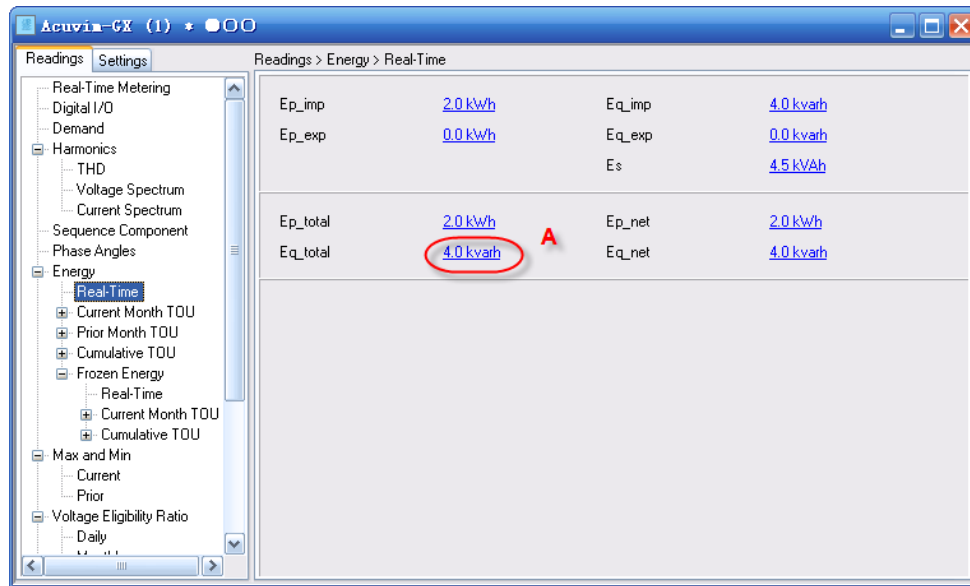 Acuvim-GX (1) *
Readings Settings
Readings > Energy > Real-Time
Real-Time Metering
Digital I/O
Demand
Harmonics
THD
Voltage Spectrum
Current Spectrum
Sequence Component
Phase Angles
Energy
Real-Time
Current Month TOU
Prior Month TOU
Cumulative TOU
Frozen Energy
Real-Time
Current Month TOU
Cumulative TOU
Max and Min
Current
Prior
Voltage Eligibility Ratio
Daily
Ep_imp 2.0 kWh Eq_imp 4.0 kvarh
Ep_exp 0.0 kWh Eq_exp 0.0 kvarh
Es 4.5 kVAh
Ep_total 2.0 kWh Ep_net 2.0 kWh
Eq_total 4.0 kvarh A Eq_net 4.0 kvarh